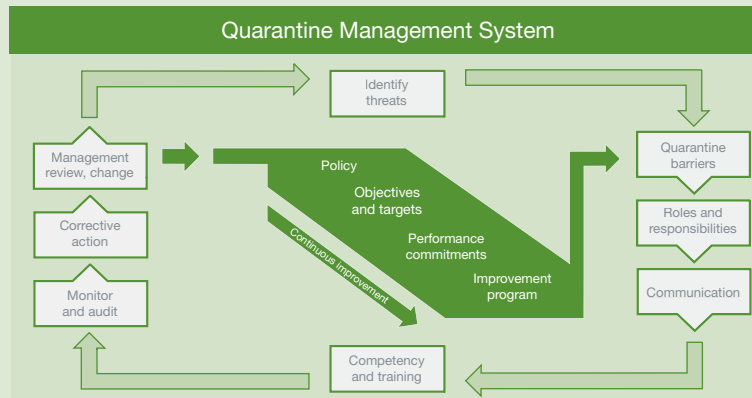 Quarantine Management System
Identify
threats
Management
review, change
Policy
Quarantine
barriers
Objectives
and targets
Corrective
action
Roles and
responsibilities
Performance
commitments
Continuous improvement
Improvement
program
Monitor
and audit
Communication
Competency
and training